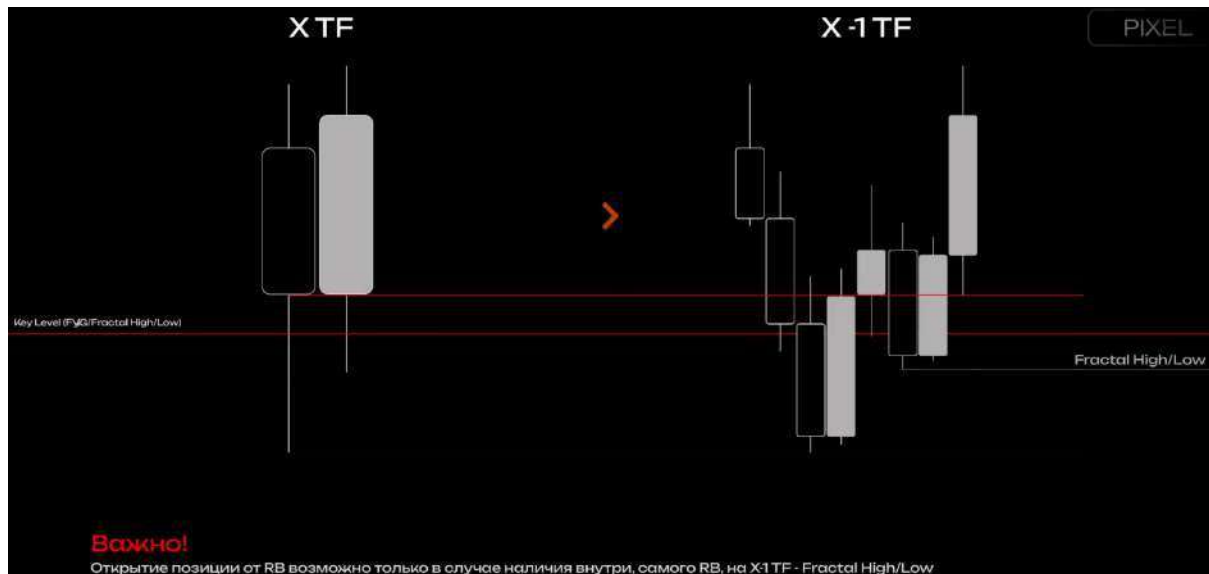 X TF
X -1 TF
PIXEL
Key Level (FVG/Fractal High/Low)
Fractal High/Low
Важно!
Открытие позиции от RB возможно только в случае наличия внутри, самого RB, на X-1 TF - Fractal High/Low